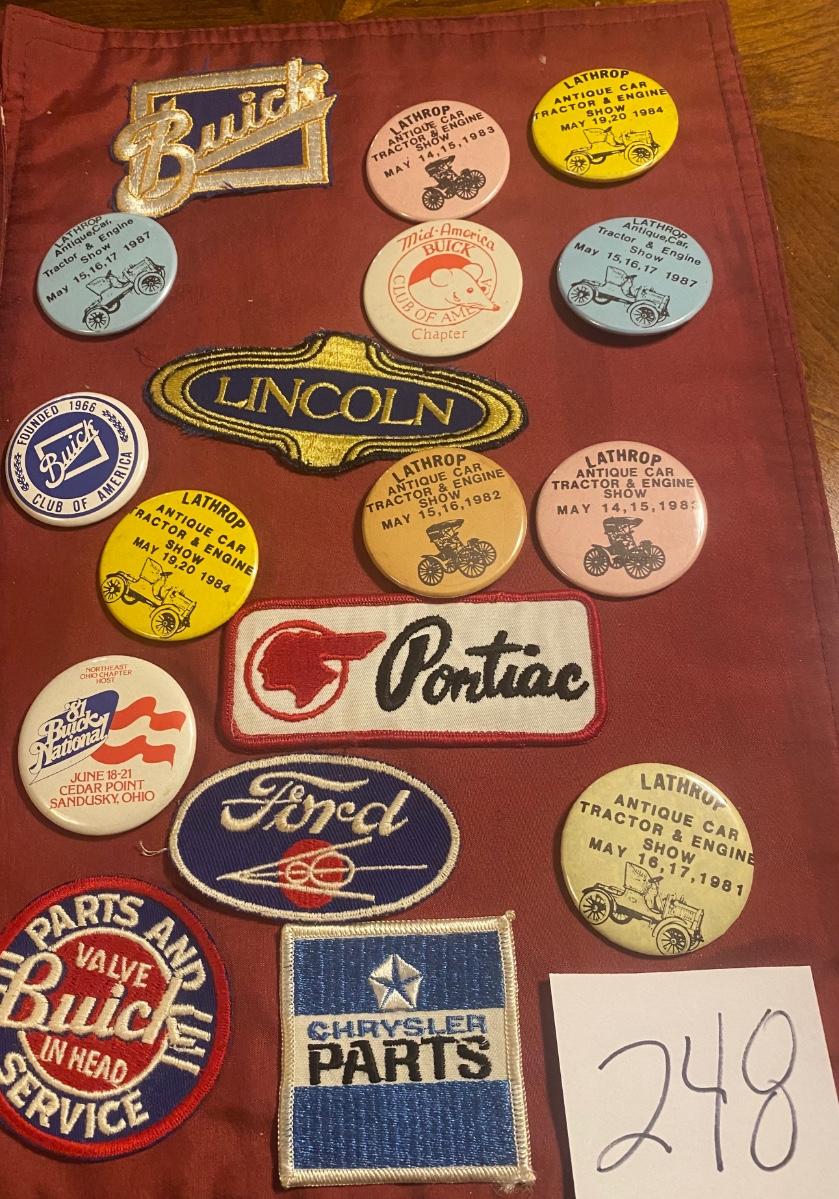 Buick
LATHROP
ANTIQUE CAR
TRACTOR & ENGINE
SHOW
MAY 14,15,1983
LATHROP
ANTIQUE CAR
TRACTOR & ENGINE
SHOW
MAY 19,20 1984
LATHROP
Antique,Car,
Tractor & Engine
Show
May 15,16,17 1987
Mid-America
BUICK
CLUB OF AMERICA
Chapter
LATHROP
Antique,Car,
Tractor & Engine
Show
May 15,16,17 1987
LINCOLN
FOUNDED 1966
Buick
CLUB OF AMERICA
LATHROP
ANTIQUE CAR
TRACTOR & ENGINE
SHOW
MAY 15,16,1982
LATHROP
ANTIQUE CAR
TRACTOR & ENGINE
SHOW
MAY 14,15,1983
LATHROP
ANTIQUE CAR
TRACTOR & ENGINE
SHOW
MAY 19,20 1984
Pontiac
NORTHEAST
OHIO CHAPTER
HOST
'81
Buick
National
JUNE 18-21
CEDAR POINT
SANDUSKY, OHIO
Ford
V8
LATHROP
ANTIQUE CAR
TRACTOR & ENGINE
SHOW
MAY 16,17,1981
PARTS AND
VALVE
Buick
IN HEAD
SERVICE
CHRYSLER
PARTS
248